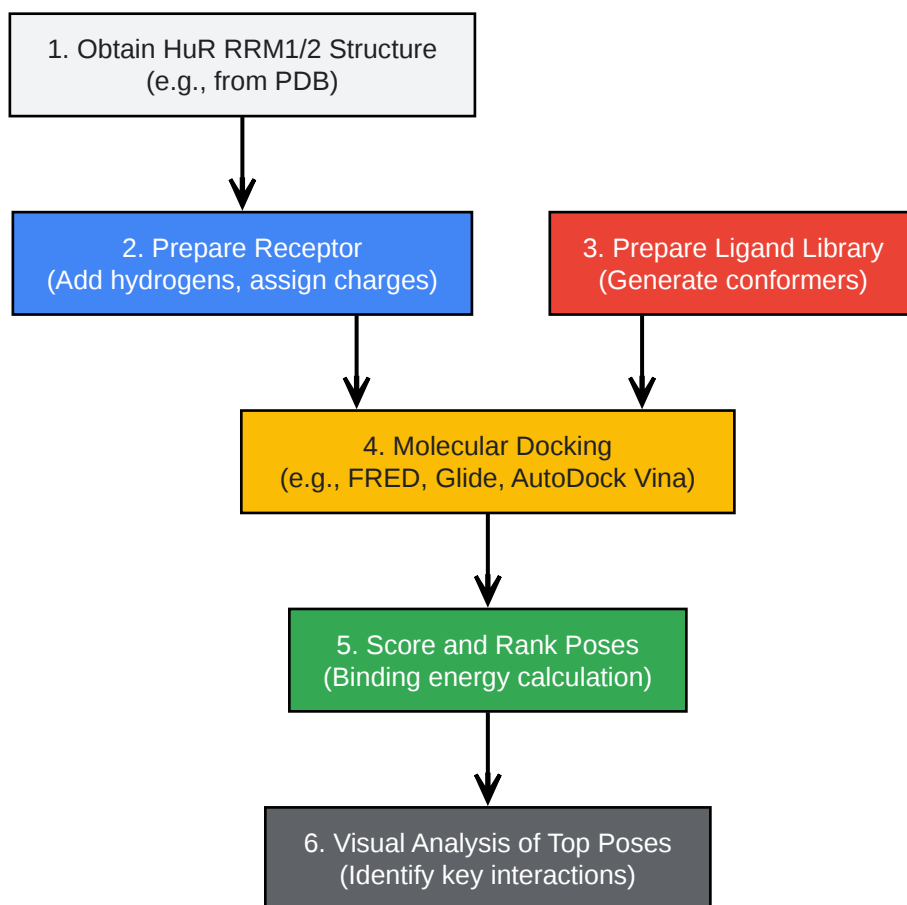 1. Obtain HuR RRM1/2 Structure
(e.g., from PDB)
2. Prepare Receptor
(Add hydrogens, assign charges)
3. Prepare Ligand Library
(Generate conformers)
4. Molecular Docking
(e.g., FRED, Glide, AutoDock Vina)
5. Score and Rank Poses
(Binding energy calculation)
6. Visual Analysis of Top Poses
(Identify key interactions)